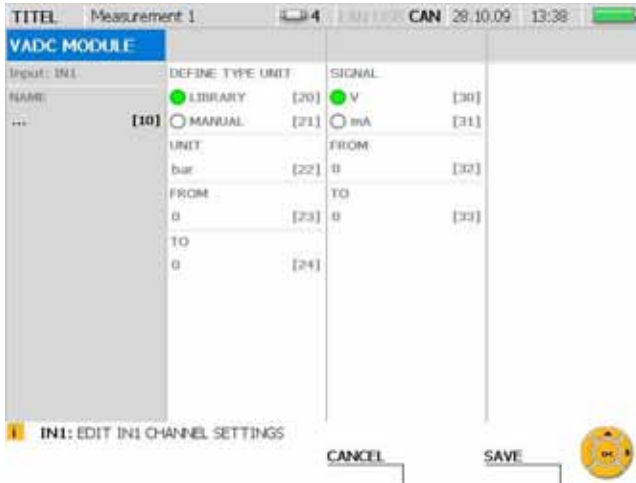 TITEL Measurement 1 4 CAN 28.10.09 13:38
VADC MODULE
Input: IN1 DEFINE TYPE UNIT SIGNAL
NAME LIBRARY [20] V [30]
... [10] MANUAL [21] mA [31]
UNIT FROM
bar [22] 0 [32]
FROM TO
0 [23] 0 [33]
TO
0 [24]
i IN1: EDIT IN1 CHANNEL SETTINGS
CANCEL SAVE OK